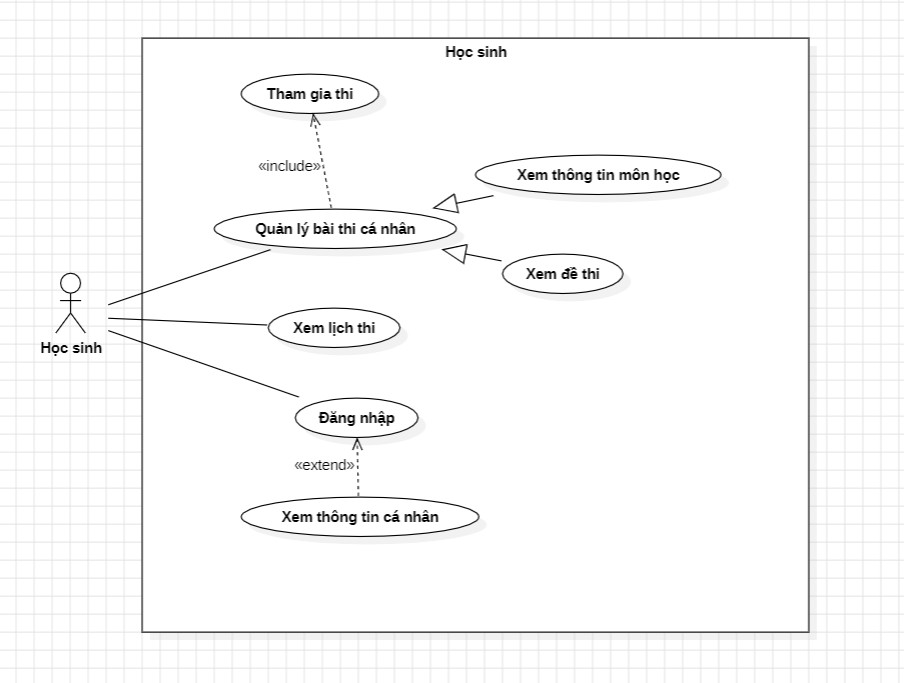 Học sinh
Tham gia thi
«include»
Xem thông tin môn học
Quản lý bài thi cá nhân
Xem đề thi
Xem lịch thi
Học sinh
Đăng nhập
«extend»
Xem thông tin cá nhân